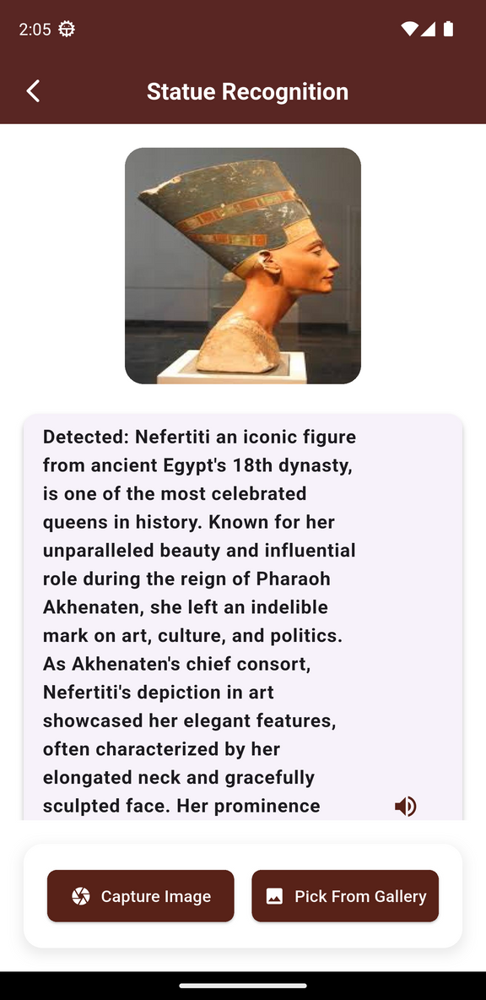 2:05
Statue Recognition
Detected: Nefertiti an iconic figure
from ancient Egypt's 18th dynasty,
is one of the most celebrated
queens in history. Known for her
unparalleled beauty and influential
role during the reign of Pharaoh
Akhenaten, she left an indelible
mark on art, culture, and politics.
As Akhenaten's chief consort,
Nefertiti's depiction in art
showcased her elegant features,
often characterized by her
elongated neck and gracefully
sculpted face. Her prominence
Capture Image
Pick From Gallery